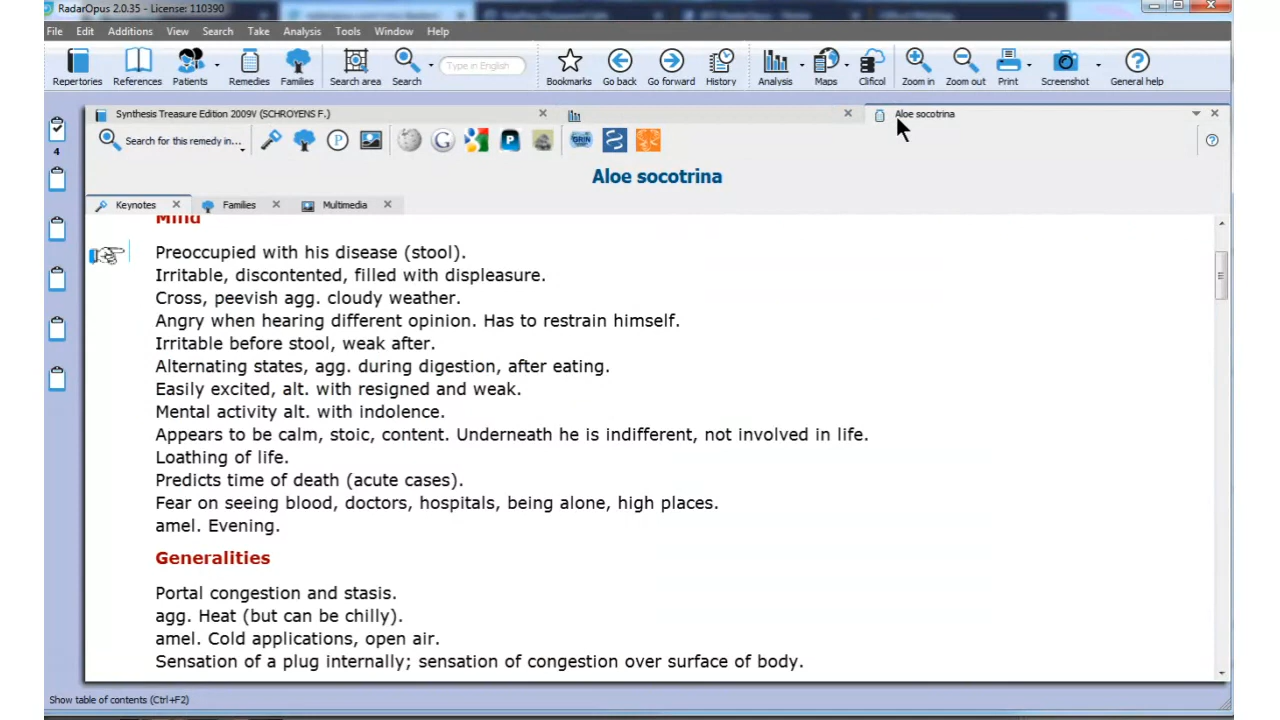 RadarOpus 2.0.35 - License: 110390
File Edit Additions View Search Take Analysis Tools Window Help
Type in English
Repertories References Patients Remedies Families Search area Search Bookmarks Go back Go forward History Analysis Maps Clificol Zoom in Zoom out Print Screenshot General help
Synthesis Treasure Edition 2009V (SCHROYENS F.)
Aloe socotrina
Search for this remedy in...
4
Aloe socotrina
Keynotes Families Multimedia
Mind
Preoccupied with his disease (stool).
Irritable, discontented, filled with displeasure.
Cross, peevish agg. cloudy weather.
Angry when hearing different opinion. Has to restrain himself.
Irritable before stool, weak after.
Alternating states, agg. during digestion, after eating.
Easily excited, alt. with resigned and weak.
Mental activity alt. with indolence.
Appears to be calm, stoic, content. Underneath he is indifferent, not involved in life.
Loathing of life.
Predicts time of death (acute cases).
Fear on seeing blood, doctors, hospitals, being alone, high places.
amel. Evening.
Generalities
Portal congestion and stasis.
agg. Heat (but can be chilly).
amel. Cold applications, open air.
Sensation of a plug internally; sensation of congestion over surface of body.
Show table of contents (Ctrl+F2)